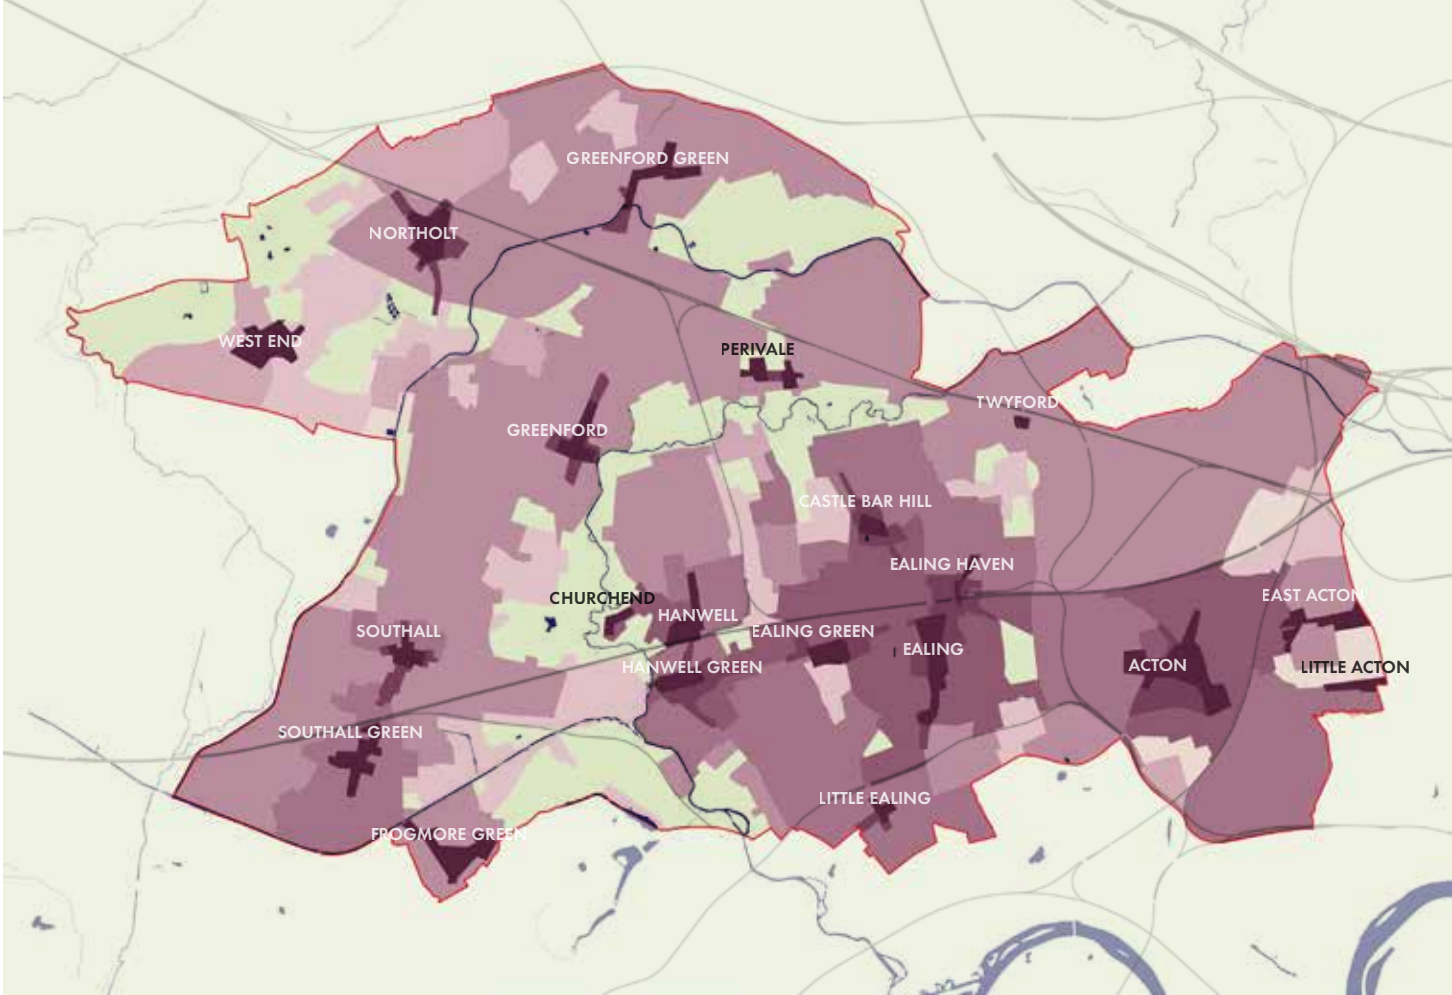 GREENFORD GREEN
NORTHOLT
WEST END
PERIVALE
TWYFORD
GREENFORD
CASTLE BAR HILL
EALING HAVEN
CHURCHEND
EAST ACTON
HANWELL
SOUTHALL
EALING GREEN
EALING
HANWELL GREEN
ACTON
LITTLE ACTON
SOUTHALL GREEN
LITTLE EALING
FROGMORE GREEN